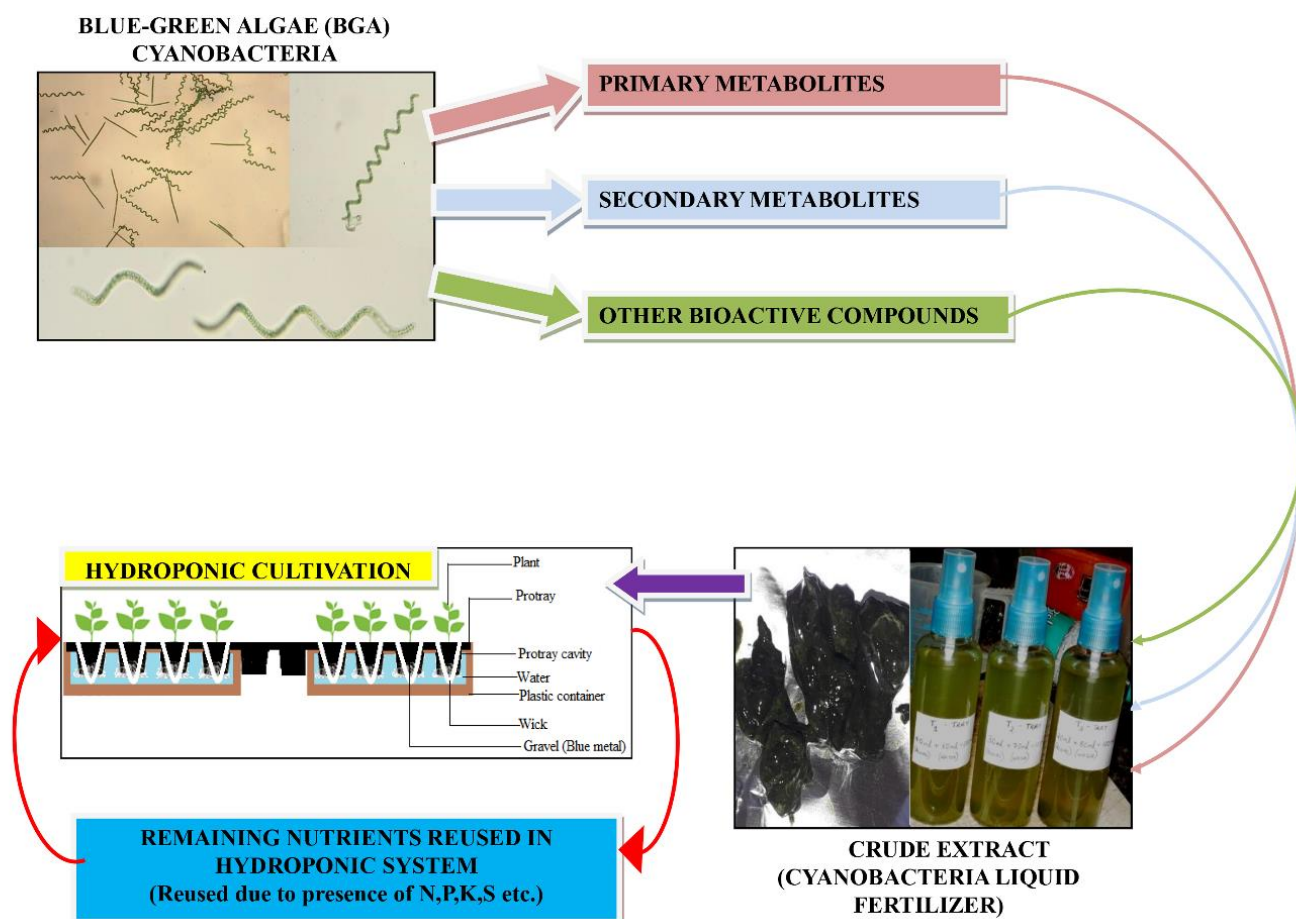 BLUE-GREEN ALGAE (BGA)
CYANOBACTERIA
PRIMARY METABOLITES
SECONDARY METABOLITES
OTHER BIOACTIVE COMPOUNDS
HYDROPONIC CULTIVATION
Plant
Protray
Protray cavity
Water
Plastic container
Wick
Gravel (Blue metal)
REMAINING NUTRIENTS REUSED IN
HYDROPONIC SYSTEM
(Reused due to presence of N,P,K,S etc.)
CRUDE EXTRACT
(CYANOBACTERIA LIQUID
FERTILIZER)